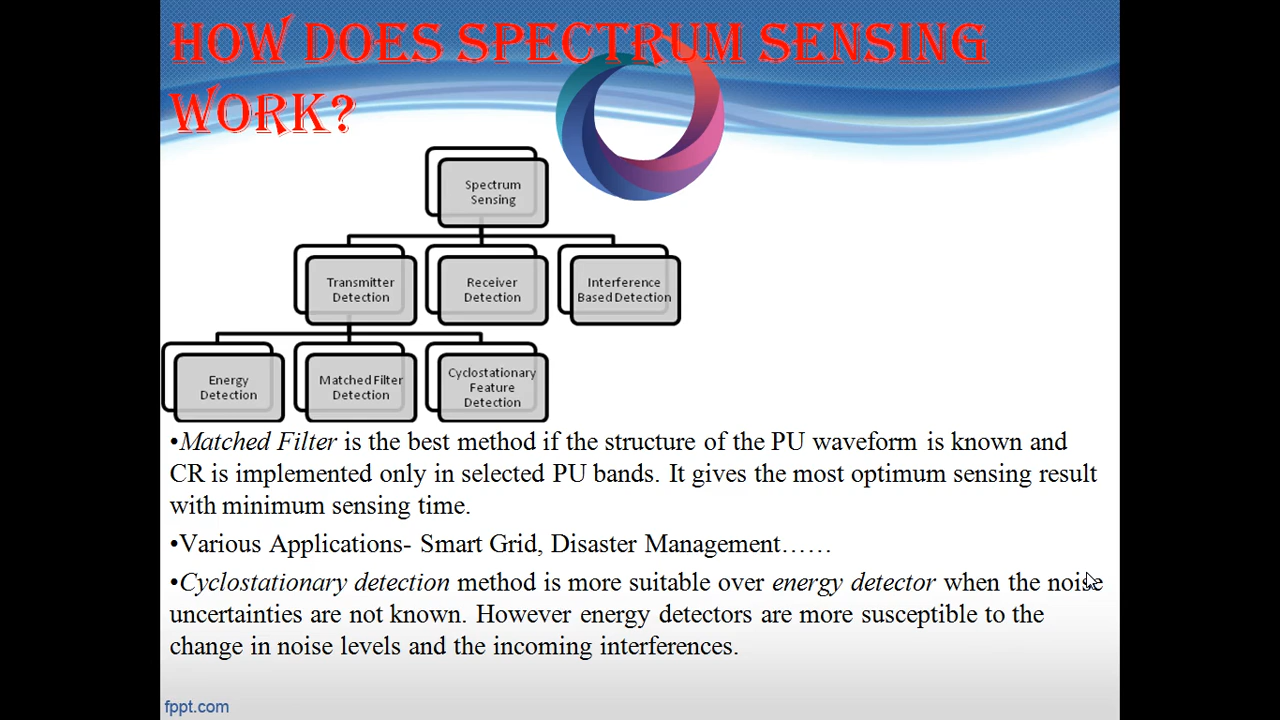 HOW DOES SPECTRUM SENSING
WORK?
Spectrum
Sensing
Transmitter
Detection
Receiver
Detection
Interference
Based Detection
Energy
Detection
Matched Filter
Detection
Cyclostationary
Feature
Detection
•Matched Filter is the best method if the structure of the PU waveform is known and
CR is implemented only in selected PU bands. It gives the most optimum sensing result
with minimum sensing time.
•Various Applications- Smart Grid, Disaster Management……
•Cyclostationary detection method is more suitable over energy detector when the noise
uncertainties are not known. However energy detectors are more susceptible to the
change in noise levels and the incoming interferences.
fppt.com